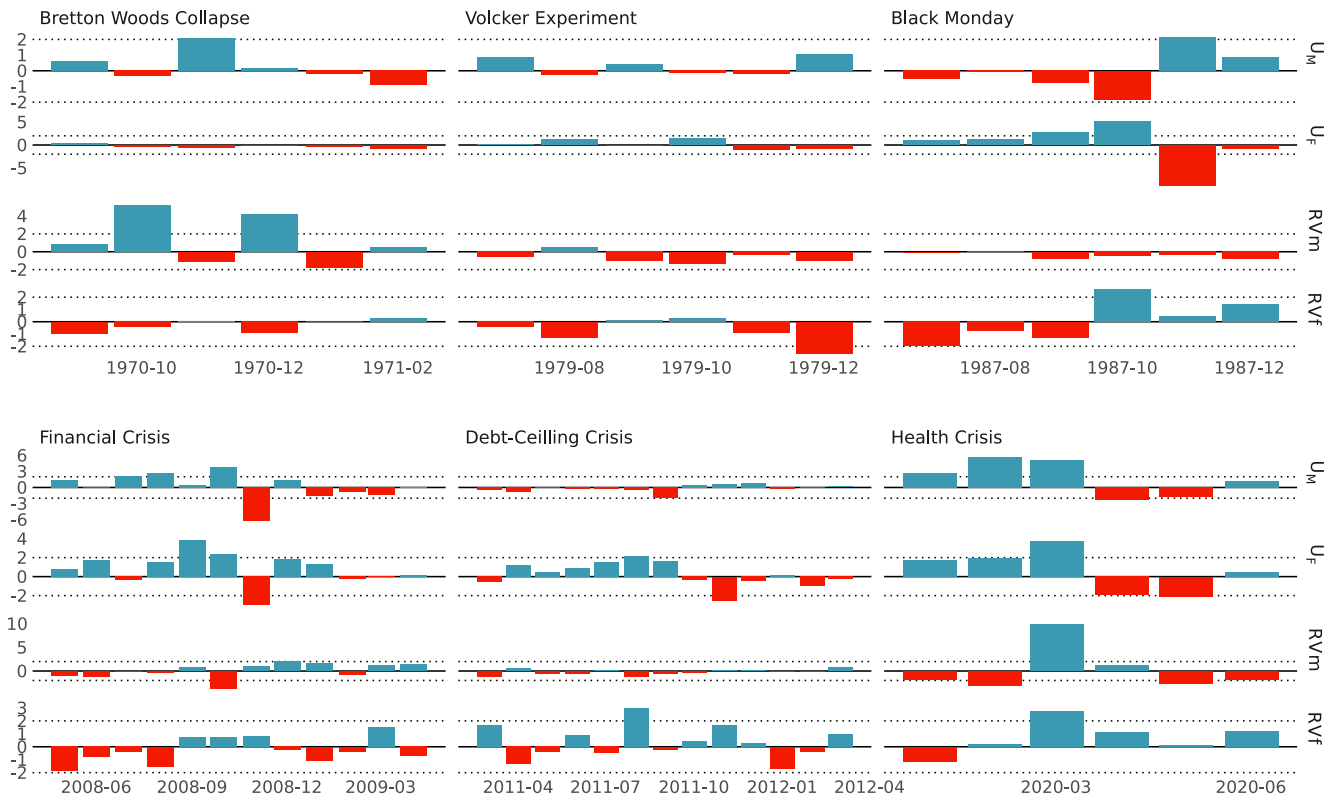 Bretton Woods Collapse
Volcker Experiment
Black Monday
2
1
0
-1
-2
U_M
5
0
-5
U_F
4
2
0
-2
RVm
2
1
0
-2
RVf
1970-10 1970-12 1971-02
1979-08 1979-10 1979-12
1987-08 1987-10 1987-12
Financial Crisis
Debt-Ceilling Crisis
Health Crisis
6
3
0
-3
-6
U_M
4
2
0
-2
U_F
10
5
0
RVm
3
2
1
0
-1
-2
RVf
2008-06 2008-09 2008-12 2009-03
2011-04 2011-07 2011-10 2012-01 2012-04
2020-03 2020-06